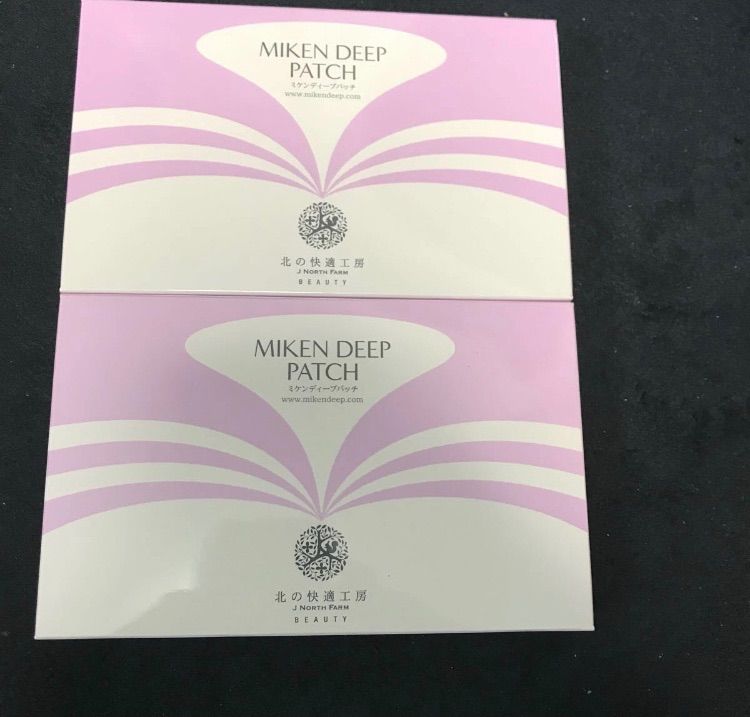 MIKEN DEEP
PATCH
ミケンディープパッチ
www.mikendeep.com
北の快適工房
J NORTH FARM
BEAUTY
MIKEN DEEP
PATCH
ミケンディープパッチ
www.mikendeep.com
北の快適工房
J NORTH FARM
BEAUTY